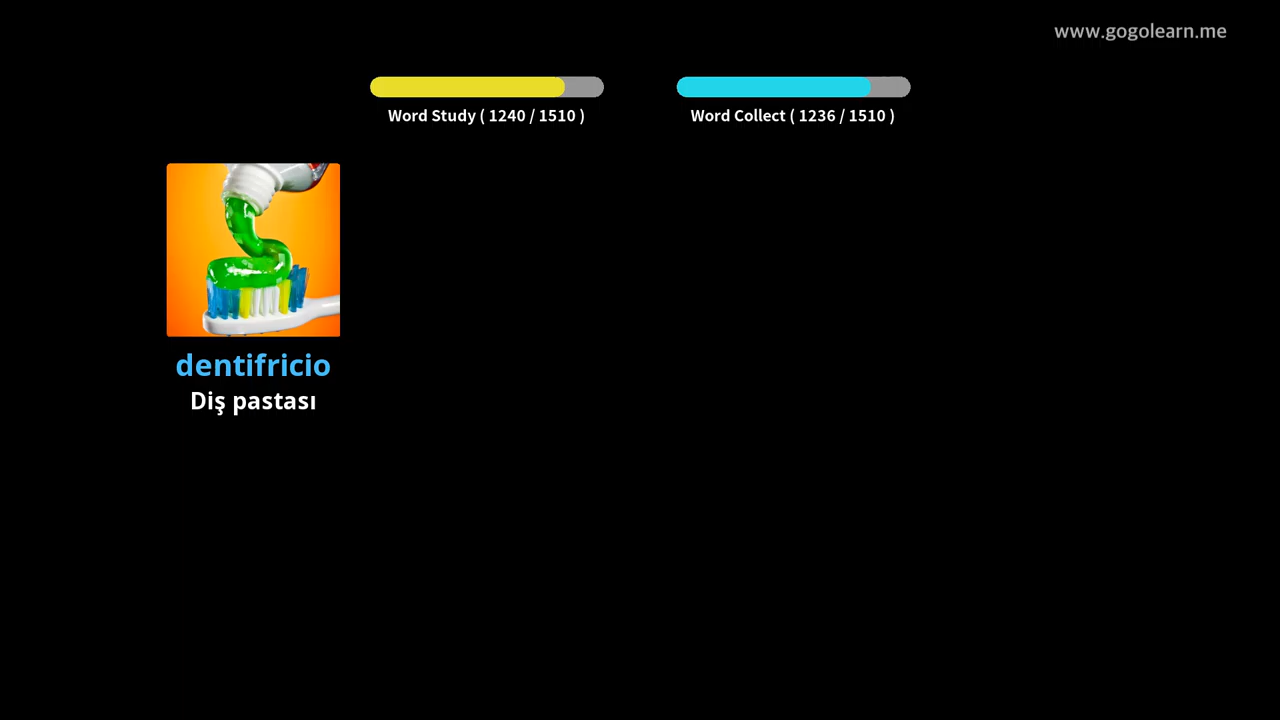 www.gogolearn.me
Word Study ( 1240 / 1510 )
Word Collect ( 1236 / 1510 )
dentifricio
Diş pastası